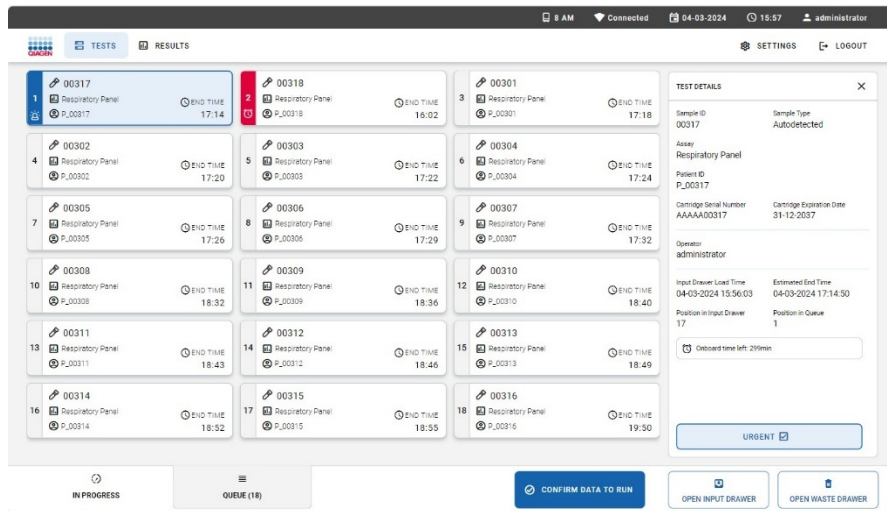 8 AM Connected 04-03-2024 15:57 administrator
QIAGEN TESTS RESULTS SETTINGS LOGOUT
1 00317
Respiratory Panel END TIME
P_00317 17:14
2 00318
Respiratory Panel END TIME
P_00318 16:02
3 00301
Respiratory Panel END TIME
P_00301 17:18
4 00302
Respiratory Panel END TIME
P_00302 17:20
5 00303
Respiratory Panel END TIME
P_00303 17:22
6 00304
Respiratory Panel END TIME
P_00304 17:24
7 00305
Respiratory Panel END TIME
P_00305 17:26
8 00306
Respiratory Panel END TIME
P_00306 17:29
9 00307
Respiratory Panel END TIME
P_00307 17:32
10 00308
Respiratory Panel END TIME
P_00308 18:32
11 00309
Respiratory Panel END TIME
P_00309 18:36
12 00310
Respiratory Panel END TIME
P_00310 18:40
13 00311
Respiratory Panel END TIME
P_00311 18:43
14 00312
Respiratory Panel END TIME
P_00312 18:46
15 00313
Respiratory Panel END TIME
P_00313 18:49
16 00314
Respiratory Panel END TIME
P_00314 18:52
17 00315
Respiratory Panel END TIME
P_00315 18:55
18 00316
Respiratory Panel END TIME
P_00316 19:50
TEST DETAILS
Sample ID Sample Type
00317 Autodetected
Assay
Respiratory Panel
Patient ID
P_00317
Cartridge Serial Number Cartridge Expiration Date
AAAAA00317 31-12-2037
Operator
administrator
Input Drawer Load Time Estimated End Time
04-03-2024 15:56:03 04-03-2024 17:14:50
Position in Input Drawer Position in Queue
17 1
Onboard time left: 299min
URGENT
IN PROGRESS QUEUE (18) CONFIRM DATA TO RUN OPEN INPUT DRAWER OPEN WASTE DRAWER